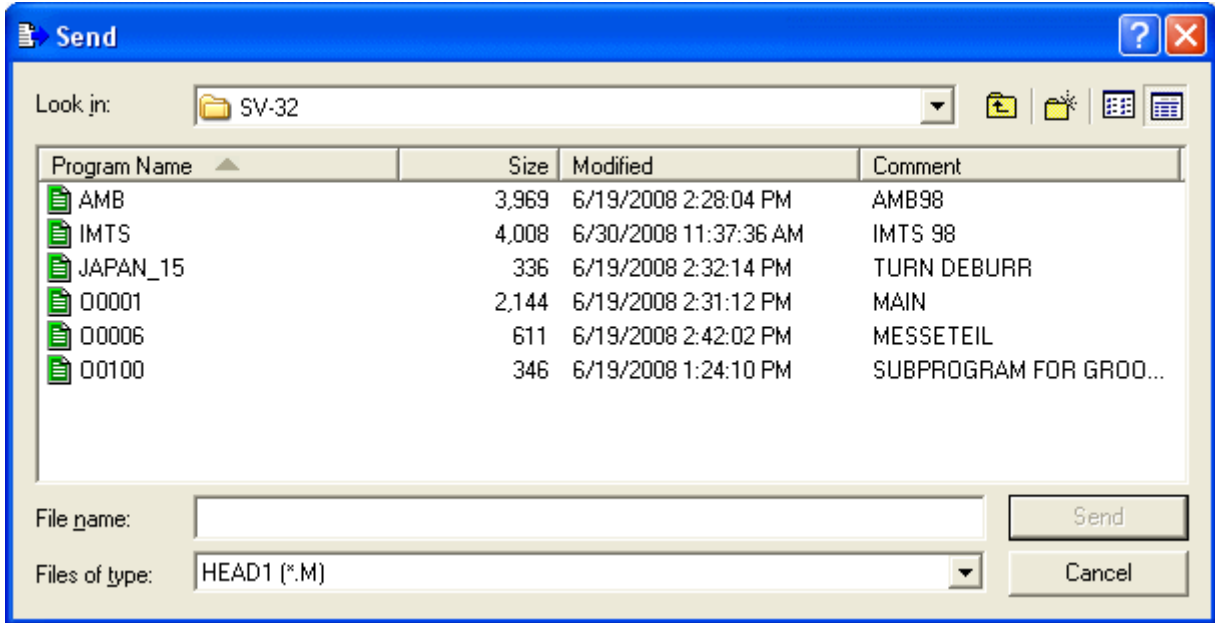 Send
Look in: SV-32
Program Name Size Modified Comment
AMB 3,969 6/19/2008 2:28:04 PM AMB98
IMTS 4,008 6/30/2008 11:37:36 AM IMTS 98
JAPAN_15 336 6/19/2008 2:32:14 PM TURN DEBURR
O0001 2,144 6/19/2008 2:31:12 PM MAIN
O0006 611 6/19/2008 2:42:02 PM MESSETEIL
O0100 346 6/19/2008 1:24:10 PM SUBPROGRAM FOR GROO...
File name: Send
Files of type: HEAD1 (*.M) Cancel